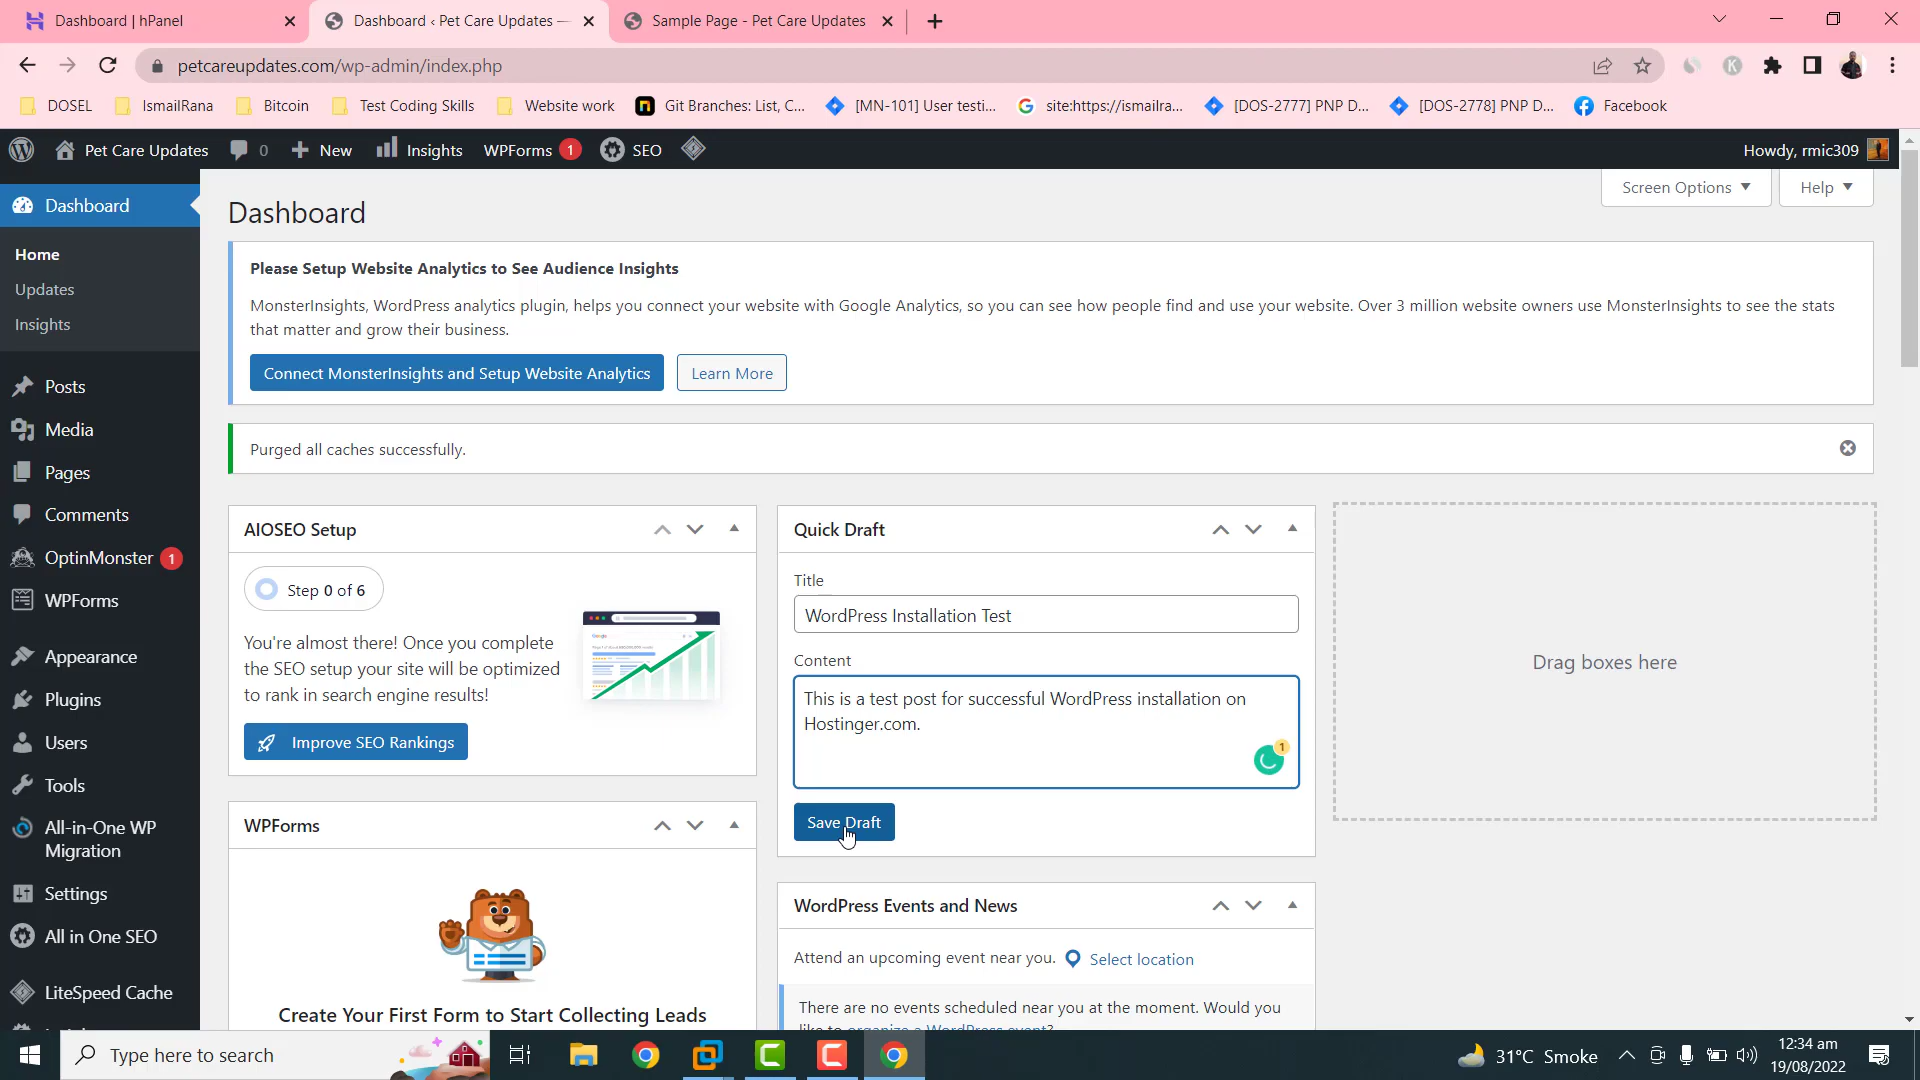 Dashboard | hPanel
Dashboard ‹ Pet Care Updates —
Sample Page - Pet Care Updates
petcareupdates.com/wp-admin/index.php
DOSEL
IsmailRana
Bitcoin
Test Coding Skills
Website work
Git Branches: List, C...
[MN-101] User testi...
site:https://ismailra...
[DOS-2777] PNP D...
[DOS-2778] PNP D...
Facebook
Pet Care Updates
0
New
Insights
WPForms 1
SEO
Howdy, rmic309
Dashboard
Home
Updates
Insights
Posts
Media
Pages
Comments
OptinMonster 1
WPForms
Appearance
Plugins
Users
Tools
All-in-One WP
Migration
Settings
All in One SEO
LiteSpeed Cache
Screen Options
Help
Dashboard
Please Setup Website Analytics to See Audience Insights
MonsterInsights, WordPress analytics plugin, helps you connect your website with Google Analytics, so you can see how people find and use your website. Over 3 million website owners use MonsterInsights to see the stats
that matter and grow their business.
Connect MonsterInsights and Setup Website Analytics
Learn More
Purged all caches successfully.
AIOSEO Setup
Step 0 of 6
You're almost there! Once you complete
the SEO setup your site will be optimized
to rank in search engine results!
Improve SEO Rankings
WPForms
Create Your First Form to Start Collecting Leads
Quick Draft
Title
WordPress Installation Test
Content
This is a test post for successful WordPress installation on
Hostinger.com.
1
Save Draft
WordPress Events and News
Attend an upcoming event near you.
Select location
There are no events scheduled near you at the moment. Would you
like to organize a WordPress event?
Drag boxes here
Type here to search
31°C Smoke
12:34 am
19/08/2022